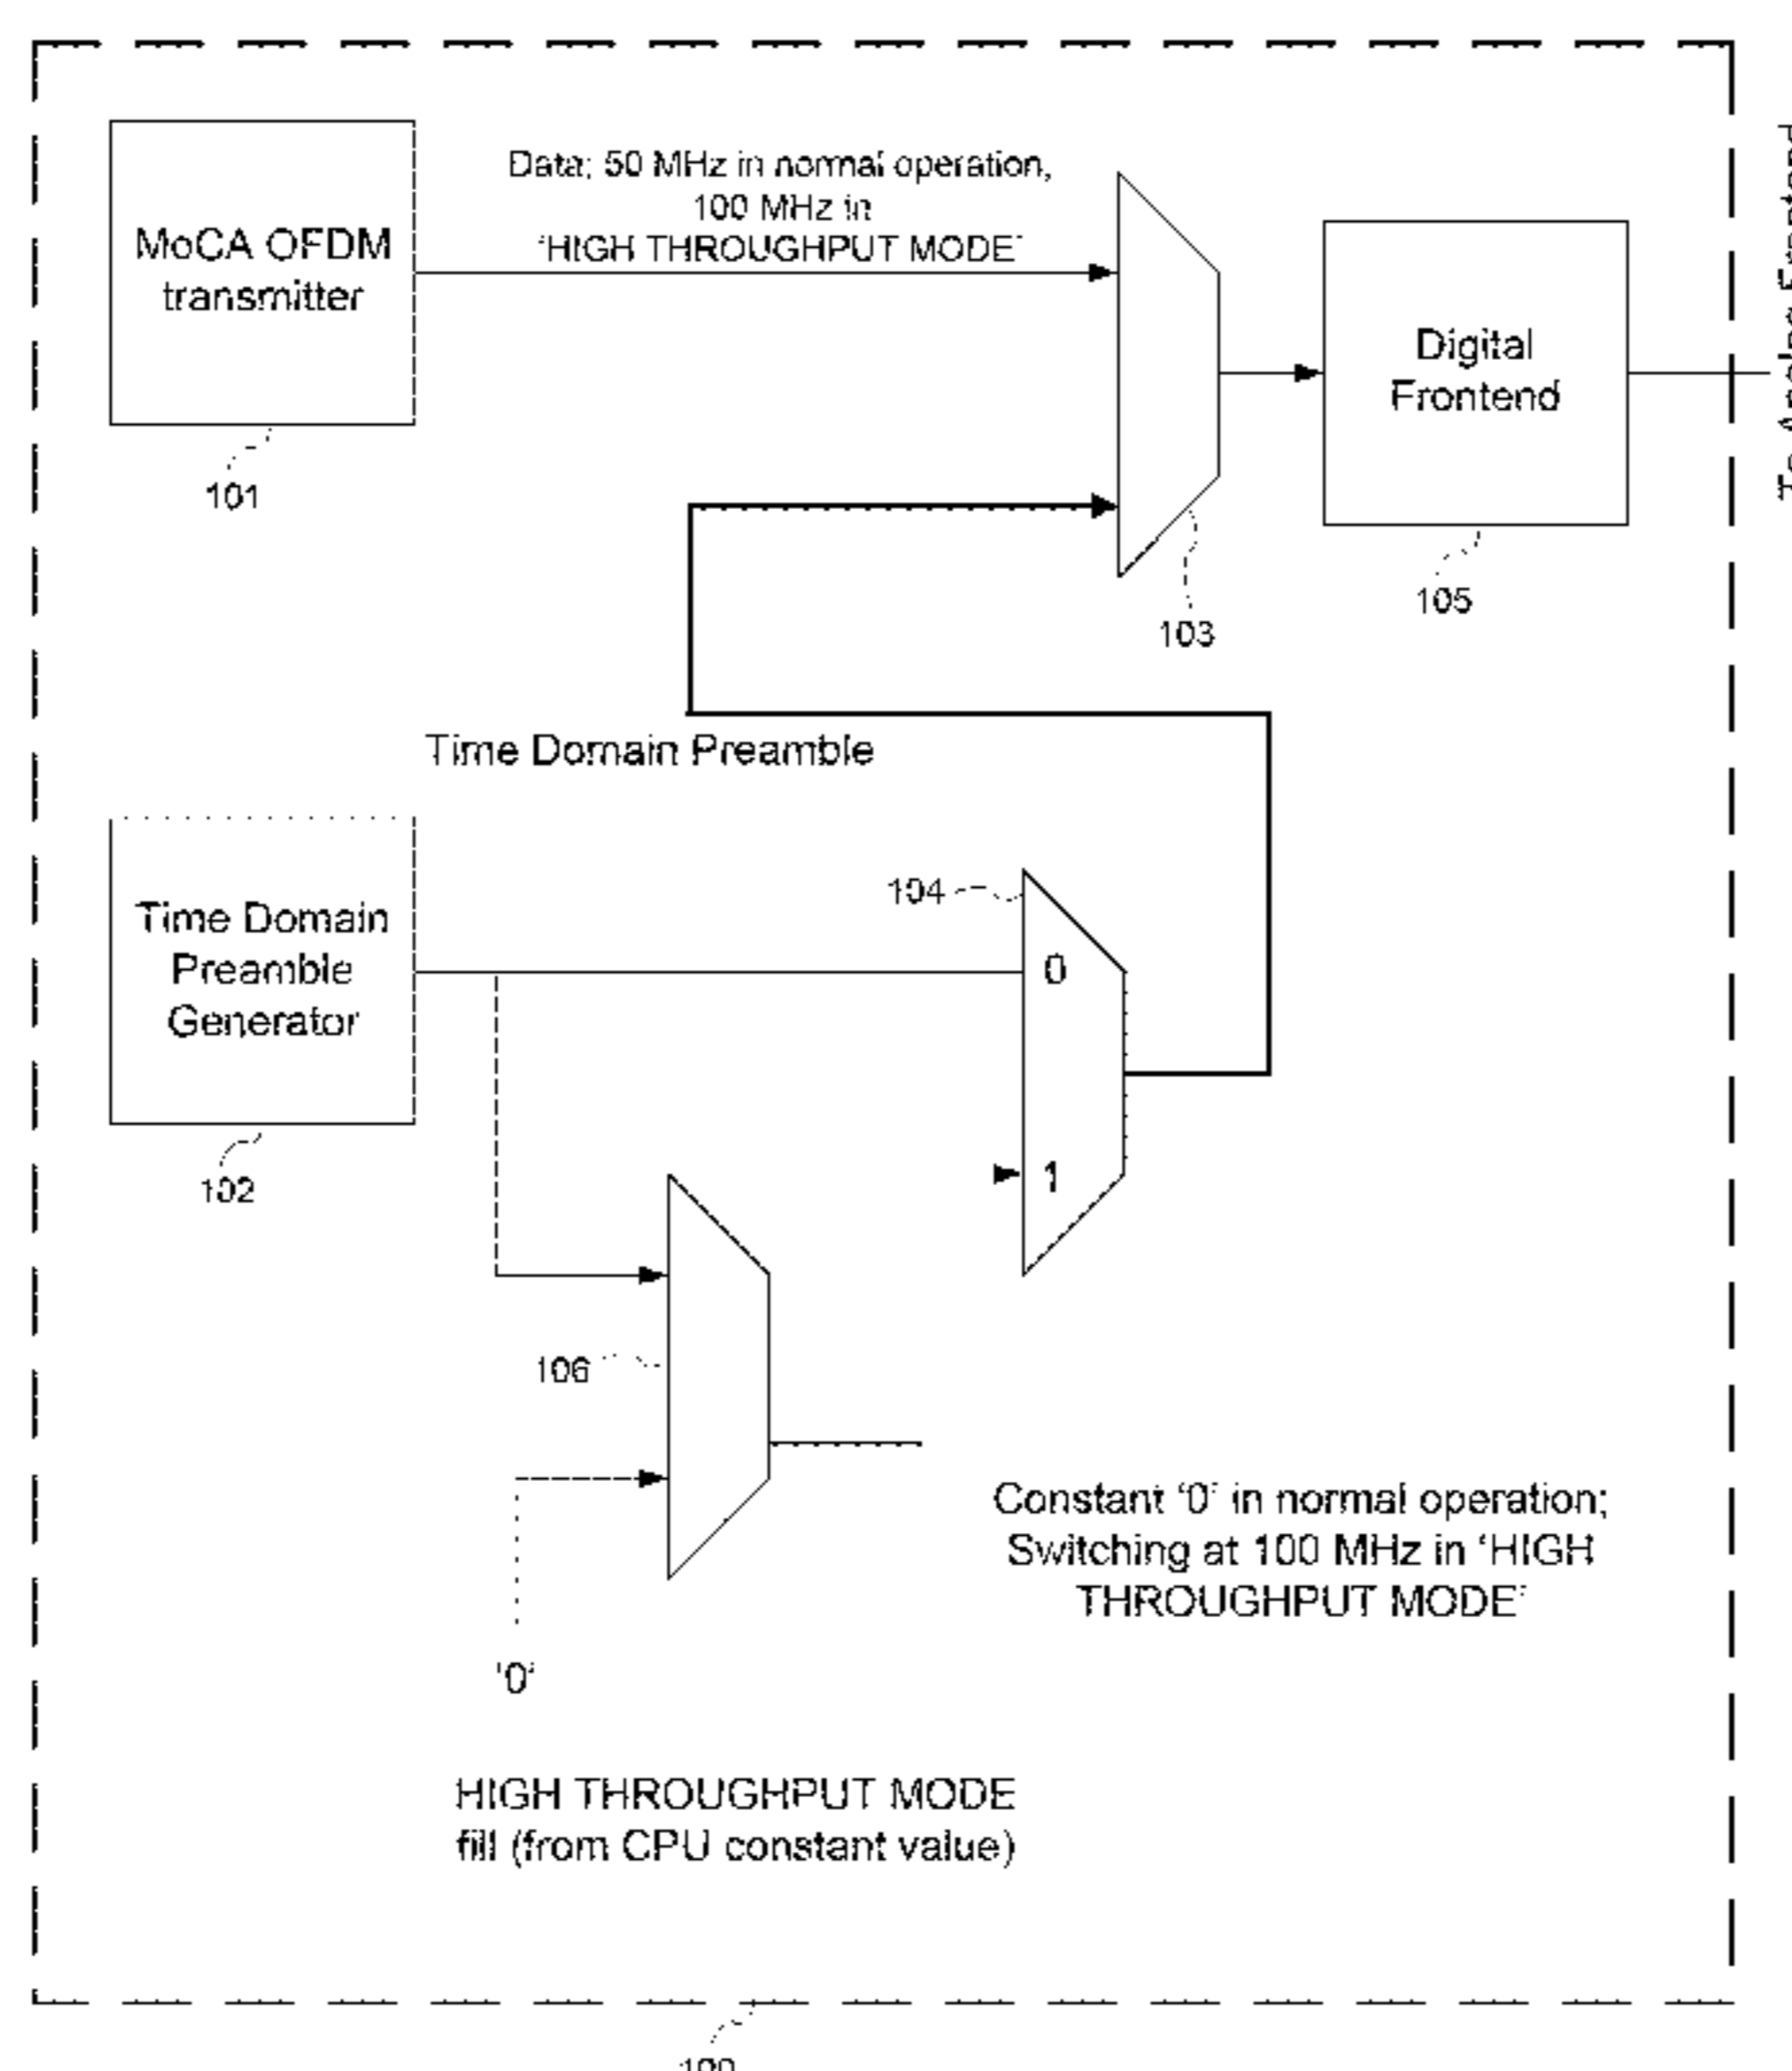 Data; 50 MHz in normal operation,
100 MHz in
'HIGH THROUGHPUT MODE'
MoCA OFDM
transmitter
101
Digital
Frontend
105
103
Time Domain Preamble
104
Time Domain
Preamble
Generator
102
0
1
106
Constant '0' in normal operation;
Switching at 100 MHz in 'HIGH
THROUGHPUT MODE'
'0'
HIGH THROUGHPUT MODE
fill (from CPU constant value)